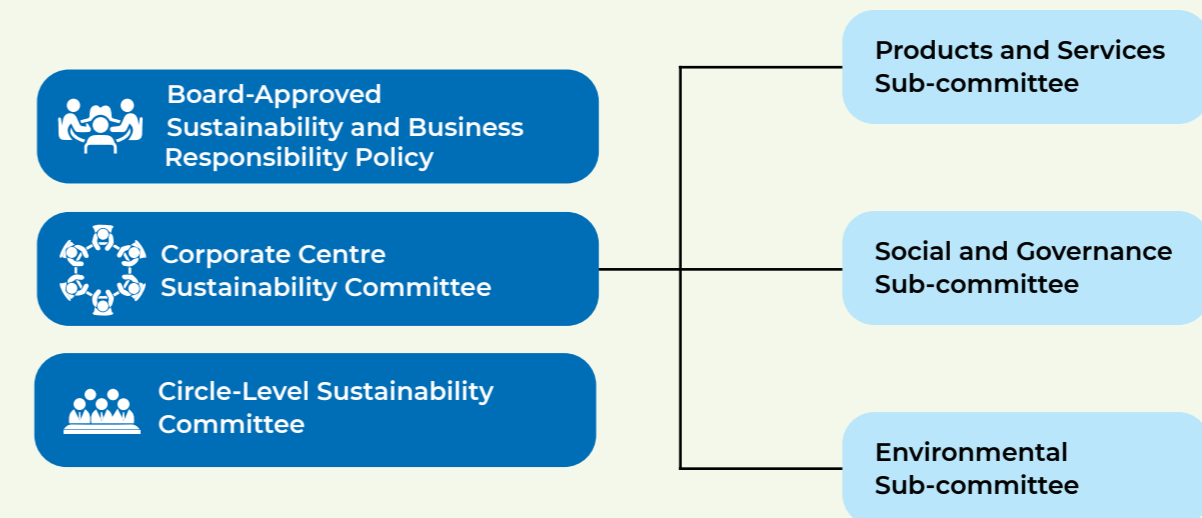 Board-Approved
Sustainability and Business
Responsibility Policy
Corporate Centre
Sustainability Committee
Circle-Level Sustainability
Committee
Products and Services
Sub-committee
Social and Governance
Sub-committee
Environmental
Sub-committee